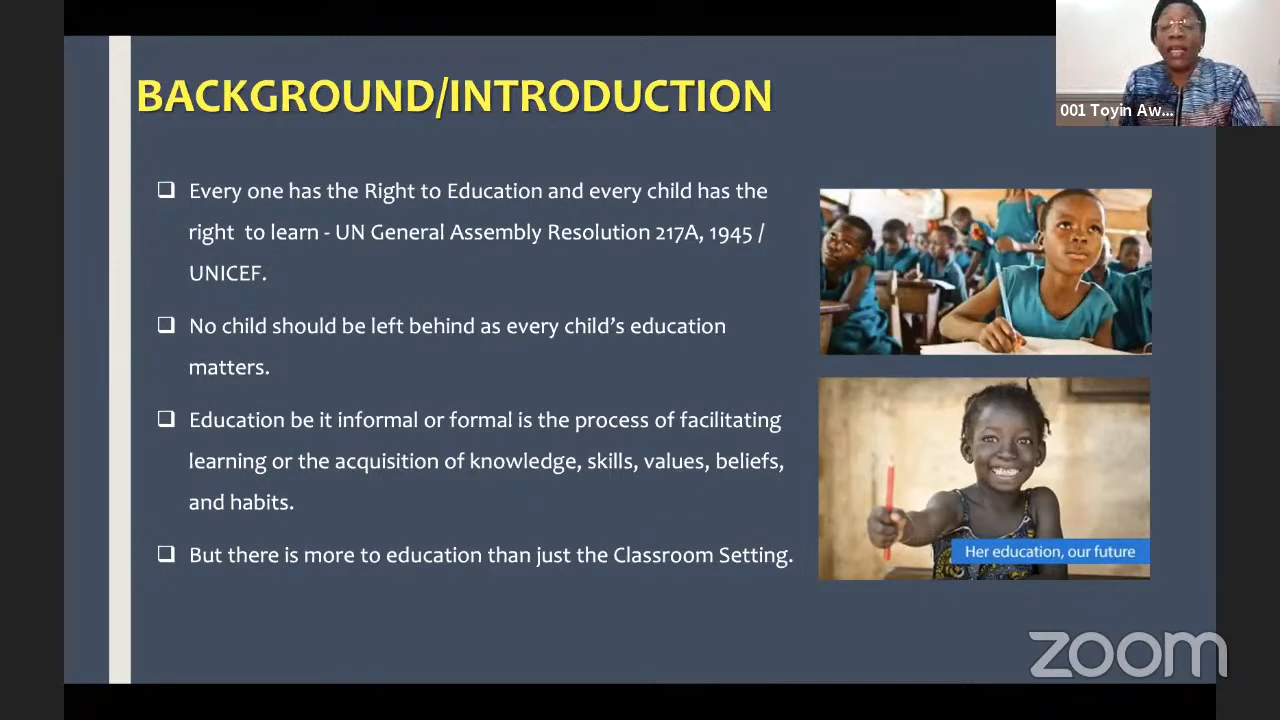 BACKGROUND/INTRODUCTION
001 Toyin Aw...
❑ Every one has the Right to Education and every child has the
right to learn - UN General Assembly Resolution 217A, 1945 /
UNICEF.
❑ No child should be left behind as every child’s education
matters.
❑ Education be it informal or formal is the process of facilitating
learning or the acquisition of knowledge, skills, values, beliefs,
and habits.
❑ But there is more to education than just the Classroom Setting.
Her education, our future
zoom